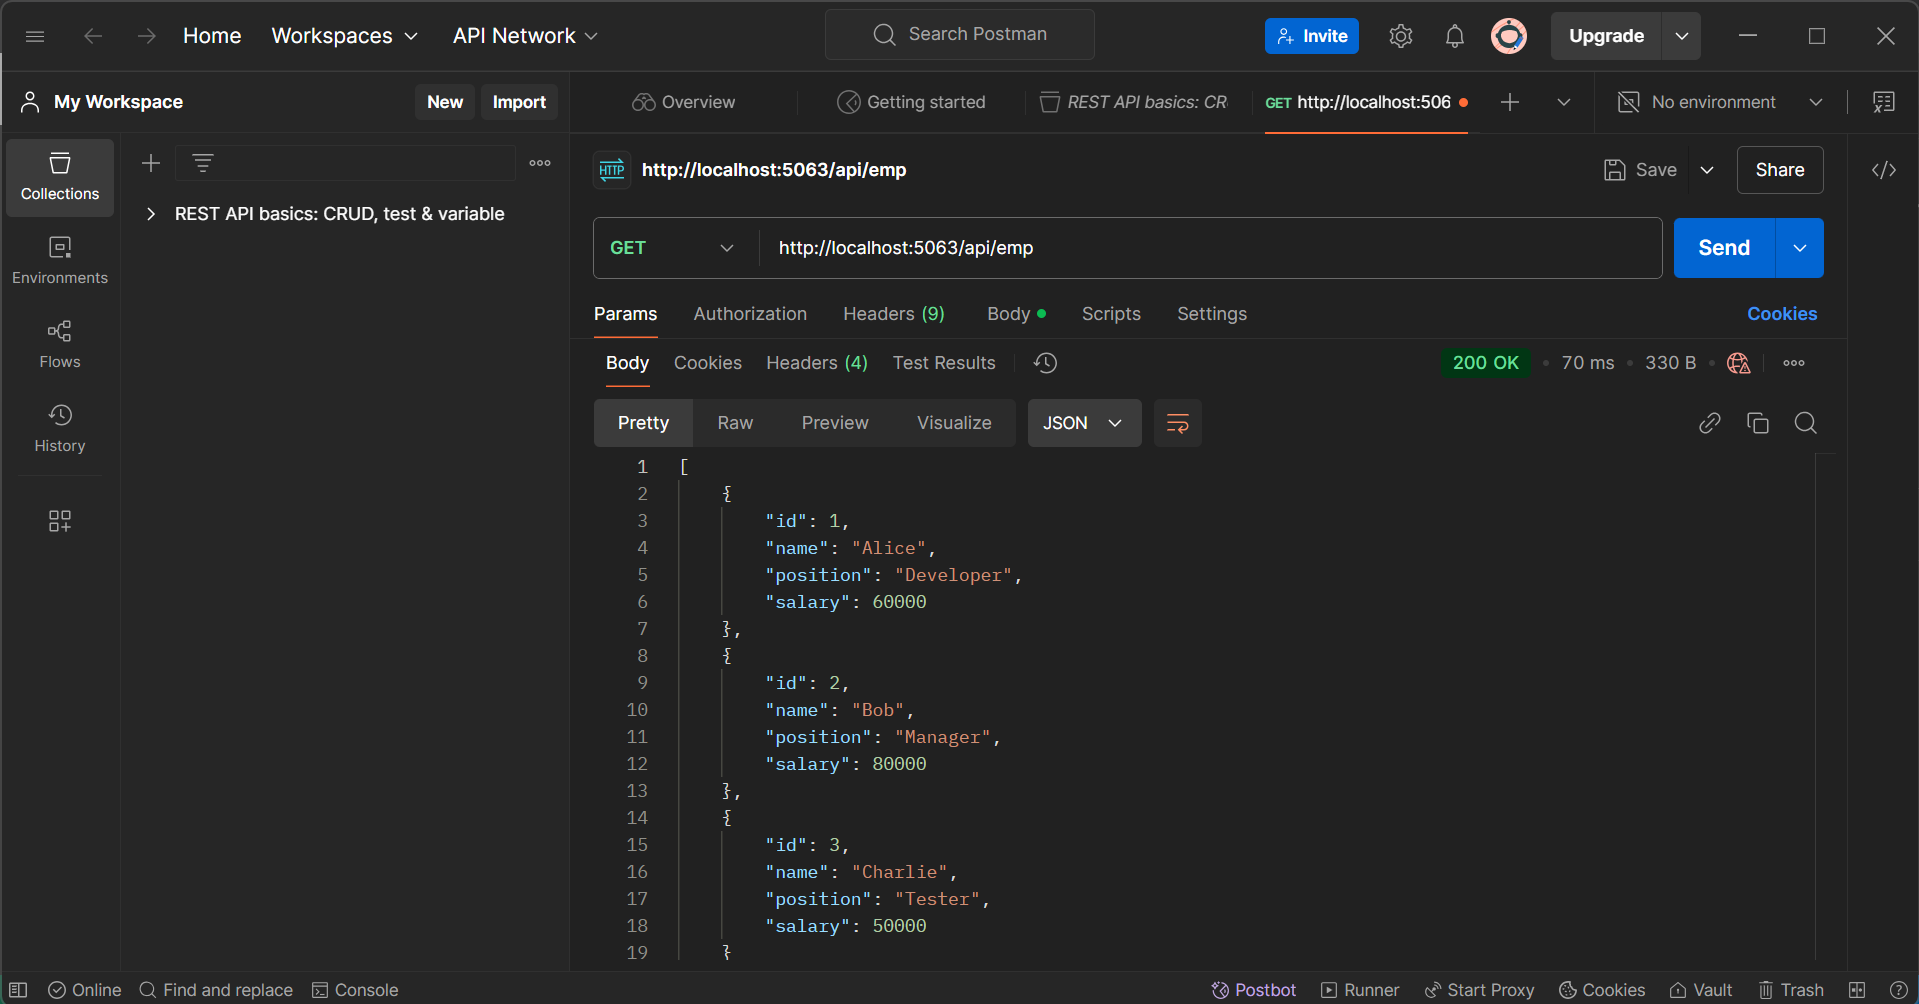 Home Workspaces API Network Search Postman Invite Upgrade
My Workspace New Import Overview Getting started REST API basics: CR GET http://localhost:506 No environment
Collections
Environments
Flows
History
REST API basics: CRUD, test & variable
HTTP http://localhost:5063/api/emp Save Share
GET http://localhost:5063/api/emp Send
Params Authorization Headers (9) Body Scripts Settings Cookies
Body Cookies Headers (4) Test Results 200 OK 70 ms 330 B
Pretty Raw Preview Visualize JSON
1 [
2 {
3 "id": 1,
4 "name": "Alice",
5 "position": "Developer",
6 "salary": 60000
7 },
8 {
9 "id": 2,
10 "name": "Bob",
11 "position": "Manager",
12 "salary": 80000
13 },
14 {
15 "id": 3,
16 "name": "Charlie",
17 "position": "Tester",
18 "salary": 50000
19 }
Online Find and replace Console Postbot Runner Start Proxy Cookies Vault Trash